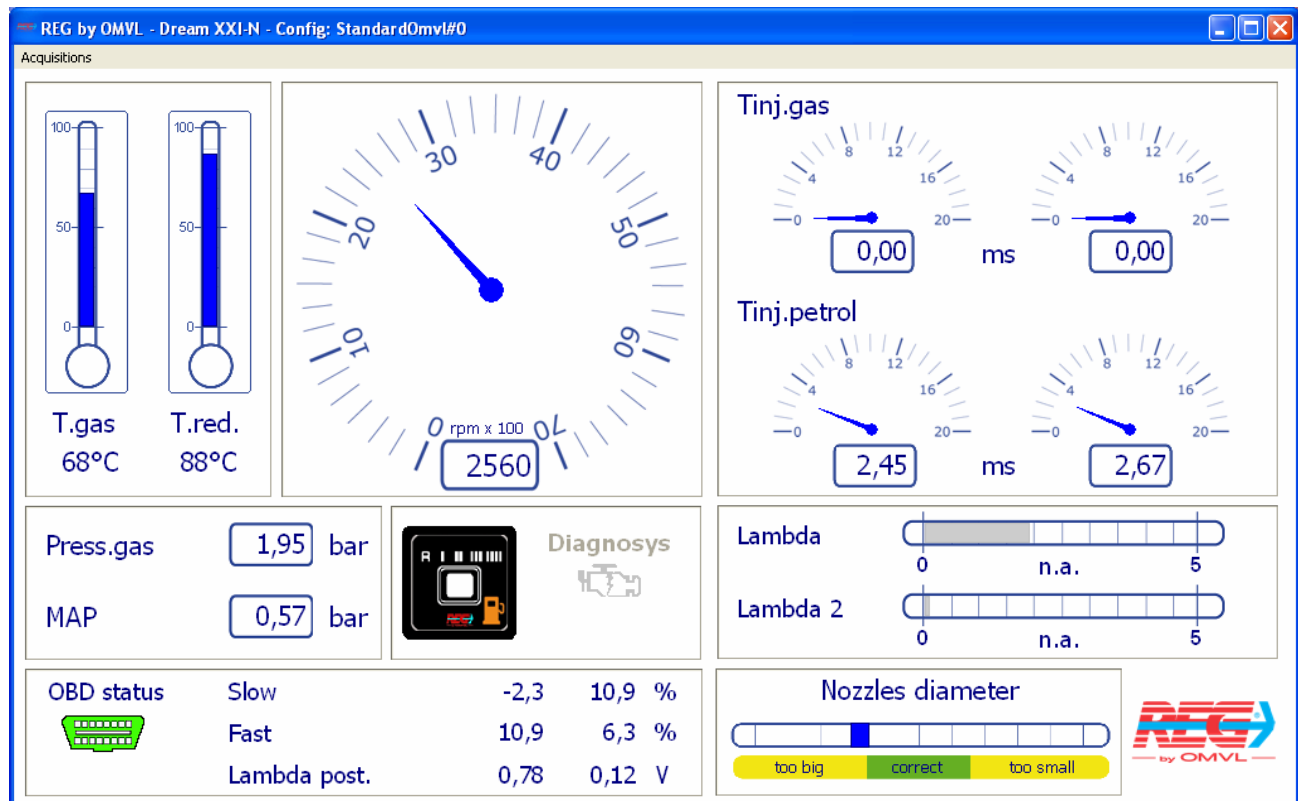 REG by OMVL - Dream XXI-N - Config: StandardOmvl#0
Acquisitions
100
50
0
T.gas
68°C
100
50
0
T.red.
88°C
0
10
20
30
40
50
60
70
rpm x 100
2560
Tinj.gas
0
4
8
12
16
20
0,00
ms
0
4
8
12
16
20
0,00
Tinj.petrol
0
4
8
12
16
20
2,45
ms
0
4
8
12
16
20
2,67
Press.gas 1,95 bar
MAP 0,57 bar
R
REG
Diagnosys
Lambda
0 n.a. 5
Lambda 2
0 n.a. 5
OBD status
Slow -2,3 10,9 %
Fast 10,9 6,3 %
Lambda post. 0,78 0,12 V
Nozzles diameter
too big correct too small
REG
by OMVL